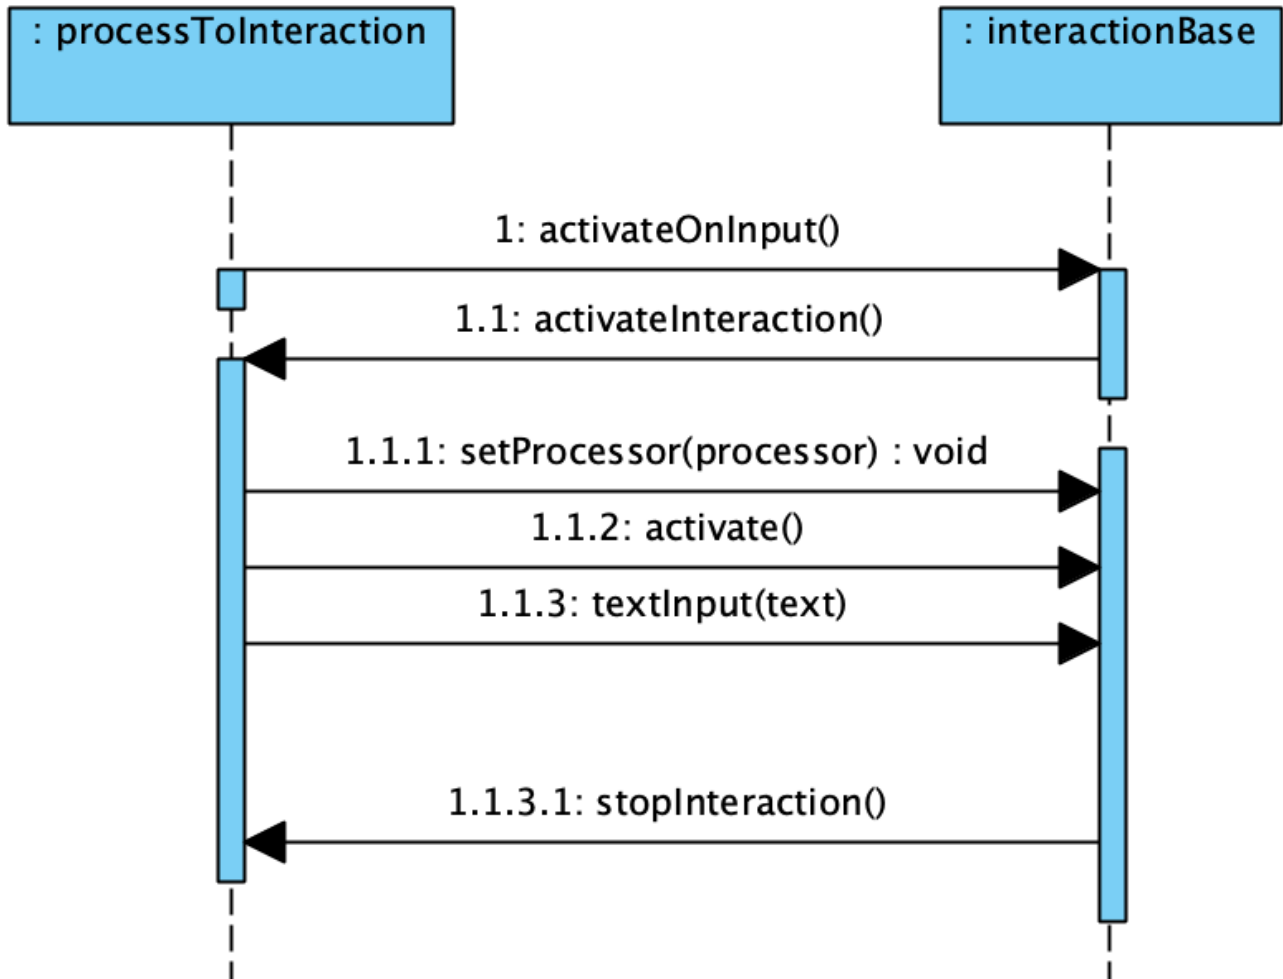 : processToInteraction
: interactionBase
1: activateOnInput()
1.1: activateInteraction()
1.1.1: setProcessor(processor) : void
1.1.2: activate()
1.1.3: textInput(text)
1.1.3.1: stopInteraction()